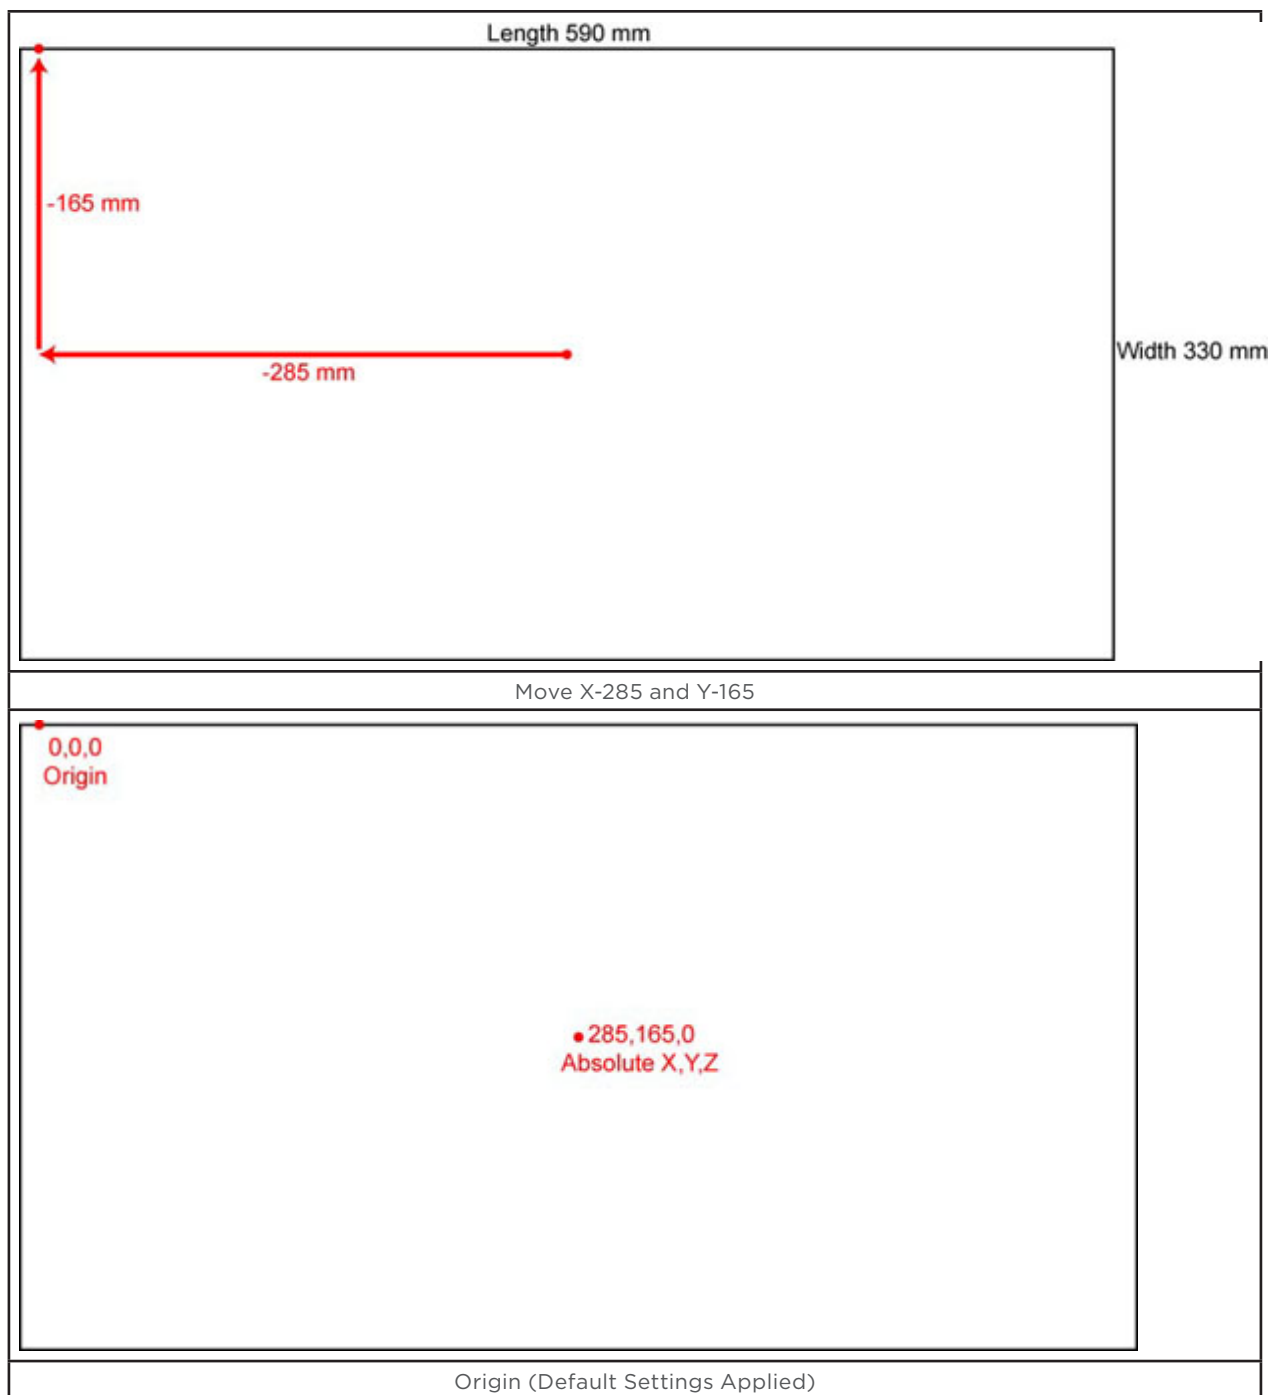 Length 590 mm
-165 mm
Width 330 mm
-285 mm
Move X-285 and Y-165
0,0,0
Origin
285,165,0
Absolute X,Y,Z
Origin (Default Settings Applied)